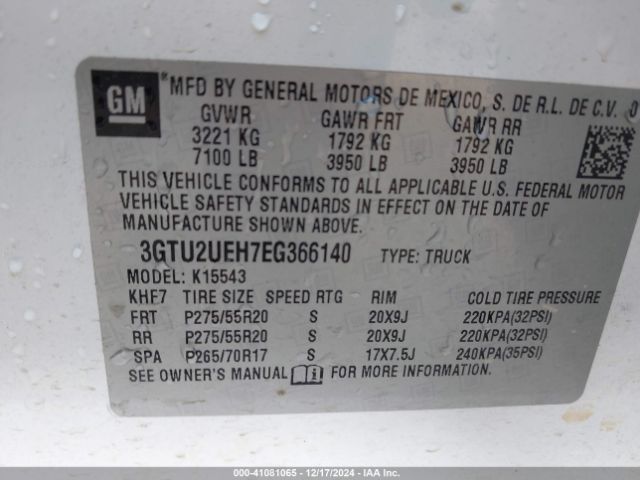 GM
MFD BY GENERAL MOTORS DE MEXICO, S. DE R.L. DE C.V.
GVWR GAWR FRT GAWR RR
3221 KG 1792 KG 1792 KG
7100 LB 3950 LB 3950 LB
THIS VEHICLE CONFORMS TO ALL APPLICABLE U.S. FEDERAL MOTOR
VEHICLE SAFETY STANDARDS IN EFFECT ON THE DATE OF
MANUFACTURE SHOWN ABOVE.
3GTU2UEH7EG366140 TYPE: TRUCK
MODEL: K15543
KHF7 TIRE SIZE SPEED RTG RIM COLD TIRE PRESSURE
FRT P275/55R20 S 20X9J 220KPA(32PSI)
RR P275/55R20 S 20X9J 220KPA(32PSI)
SPA P265/70R17 S 17X7.5J 240KPA(35PSI)
SEE OWNER'S MANUAL FOR MORE INFORMATION.
000-41081065 - 12/17/2024 - IAA Inc.